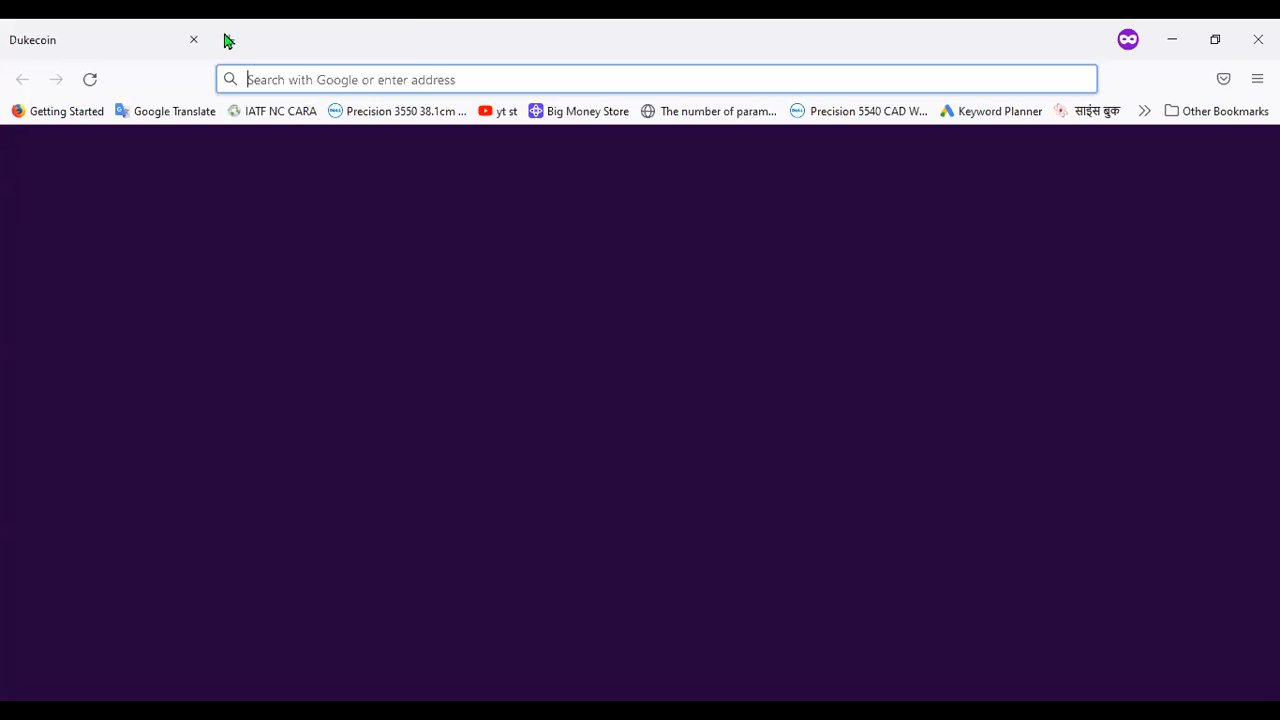 Dukecoin
Search with Google or enter address
Getting Started Google Translate IATF NC CARA Precision 3550 38.1cm ... yt st Big Money Store The number of param... Precision 5540 CAD W... Keyword Planner साइंस बुक Other Bookmarks